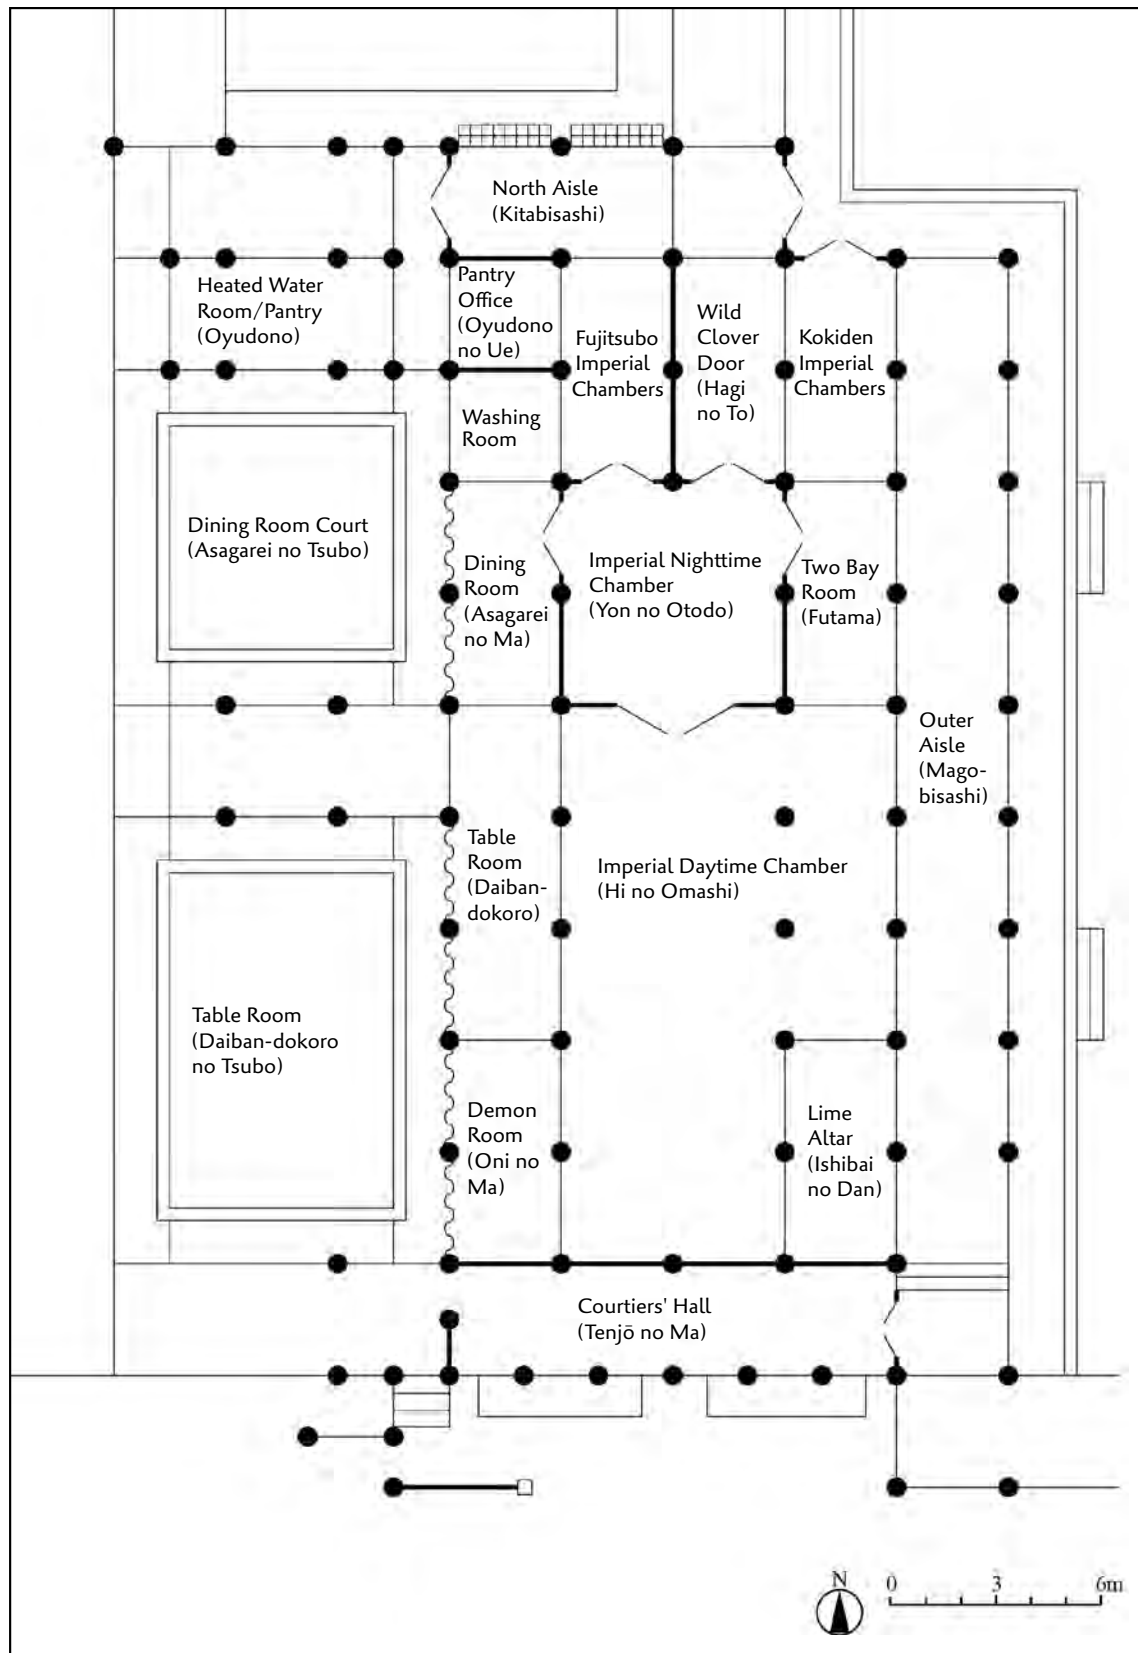 North Aisle
(Kitabisashi)
Heated Water
Room/Pantry
(Oyudono)
Pantry
Office
(Oyudono
no Ue)
Fujitsubo
Imperial
Chambers
Wild
Clover
Door
(Hagi
no To)
Kokiden
Imperial
Chambers
Washing
Room
Dining Room Court
(Asagarei no Tsubo)
Dining
Room
(Asagarei
no Ma)
Imperial Nighttime
Chamber
(Yon no Otodo)
Two Bay
Room
(Futama)
Outer
Aisle
(Mago-
bisashi)
Table
Room
(Daiban-
dokoro)
Imperial Daytime Chamber
(Hi no Omashi)
Table Room
(Daiban-dokoro
no Tsubo)
Demon
Room
(Oni no
Ma)
Lime
Altar
(Ishibai
no Dan)
Courtiers' Hall
(Tenjō no Ma)
N
0 3 6m